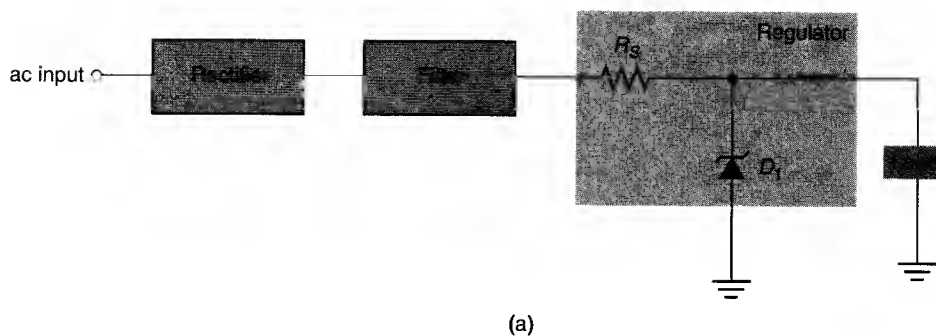 Regulator
ac input
Rectifier
Filter
R_S
D_1
(a)